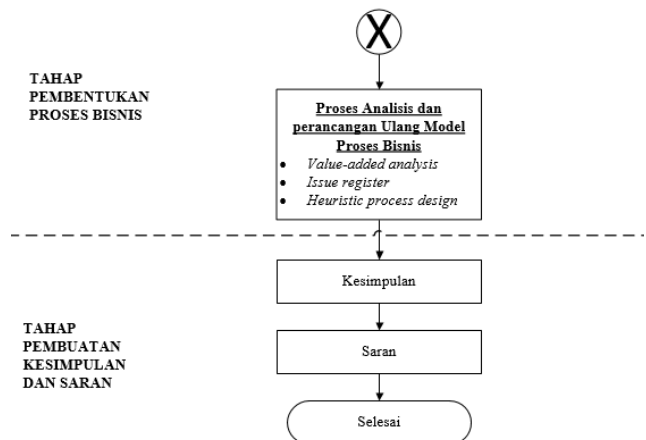 X
TAHAP
PEMBENTUKAN
PROSES BISNIS
Proses Analisis dan
perancangan Ulang Model
Proses Bisnis
• Value-added analysis
• Issue register
• Heuristic process design
Kesimpulan
TAHAP
PEMBUATAN
KESIMPULAN
DAN SARAN
Saran
Selesai